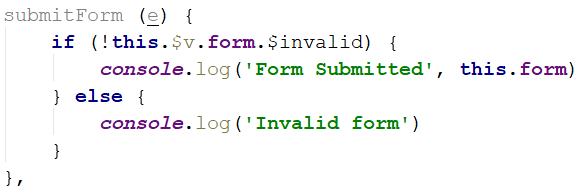 submitForm (e) {
    if (!this.$v.form.$invalid) {
        console.log('Form Submitted', this.form)
    } else {
        console.log('Invalid form')
    }
},